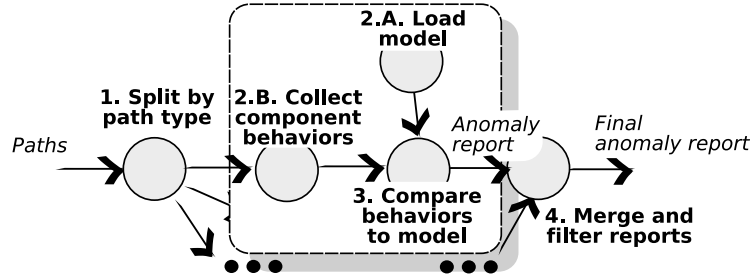 2.A. Load
model
1. Split by
path type
2.B. Collect
component
behaviors
Paths
Anomaly
report
Final
anomaly report
3. Compare
behaviors
to model
4. Merge and
filter reports